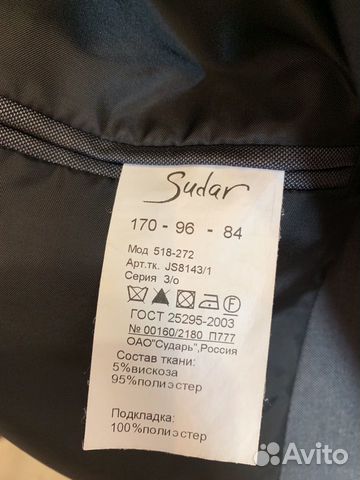 Sudar
170 - 96 - 84
Мод 518-272
Арт.тк. JS8143/1
Серия 3/о
ГОСТ 25295-2003
№ 00160/2180 П777
ОАО"Сударь",Россия
Состав ткани:
5%вискоза
95%полиэстер
Подкладка:
100%полиэстер
Avito